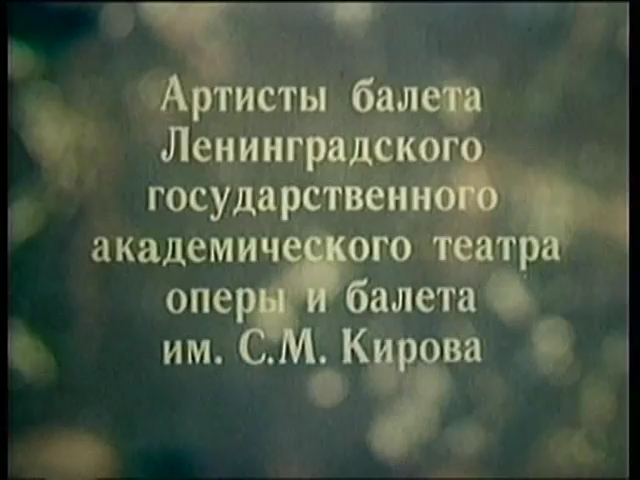 Артисты балета
Ленинградского
государственного
академического театра
оперы и балета
им. С.М. Кирова